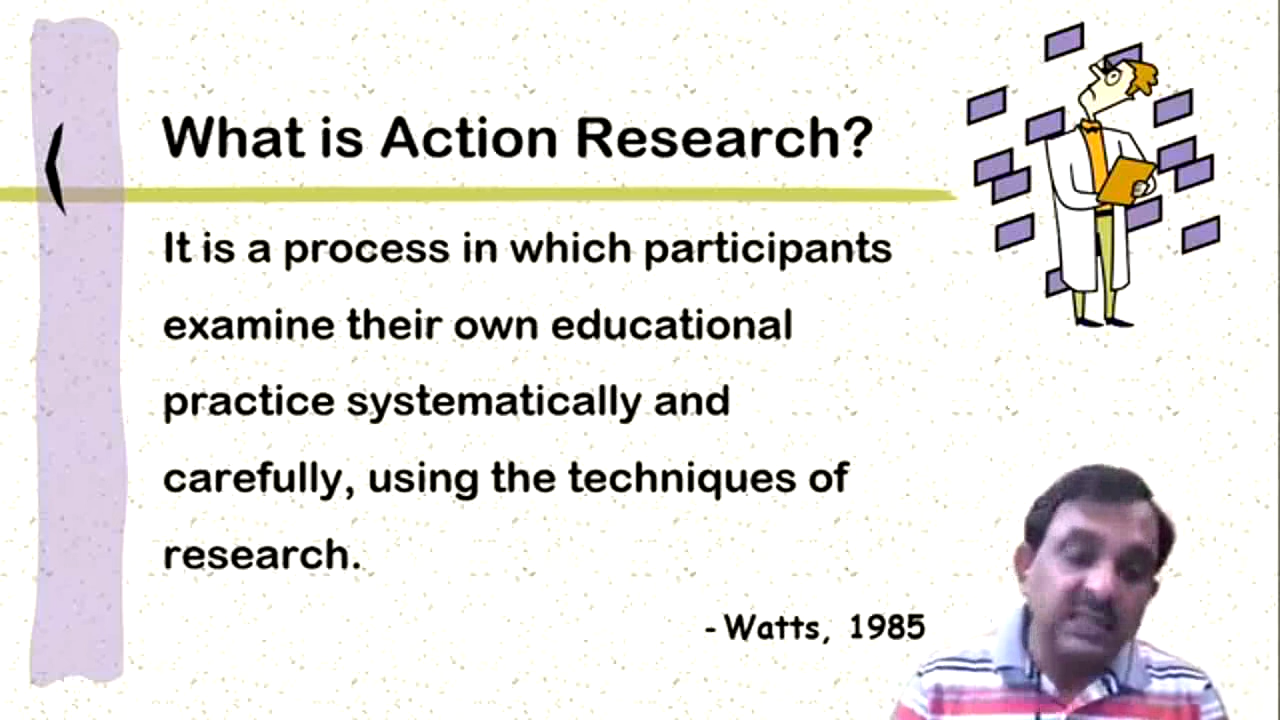 What is Action Research?
It is a process in which participants
examine their own educational
practice systematically and
carefully, using the techniques of
research.
- Watts, 1985